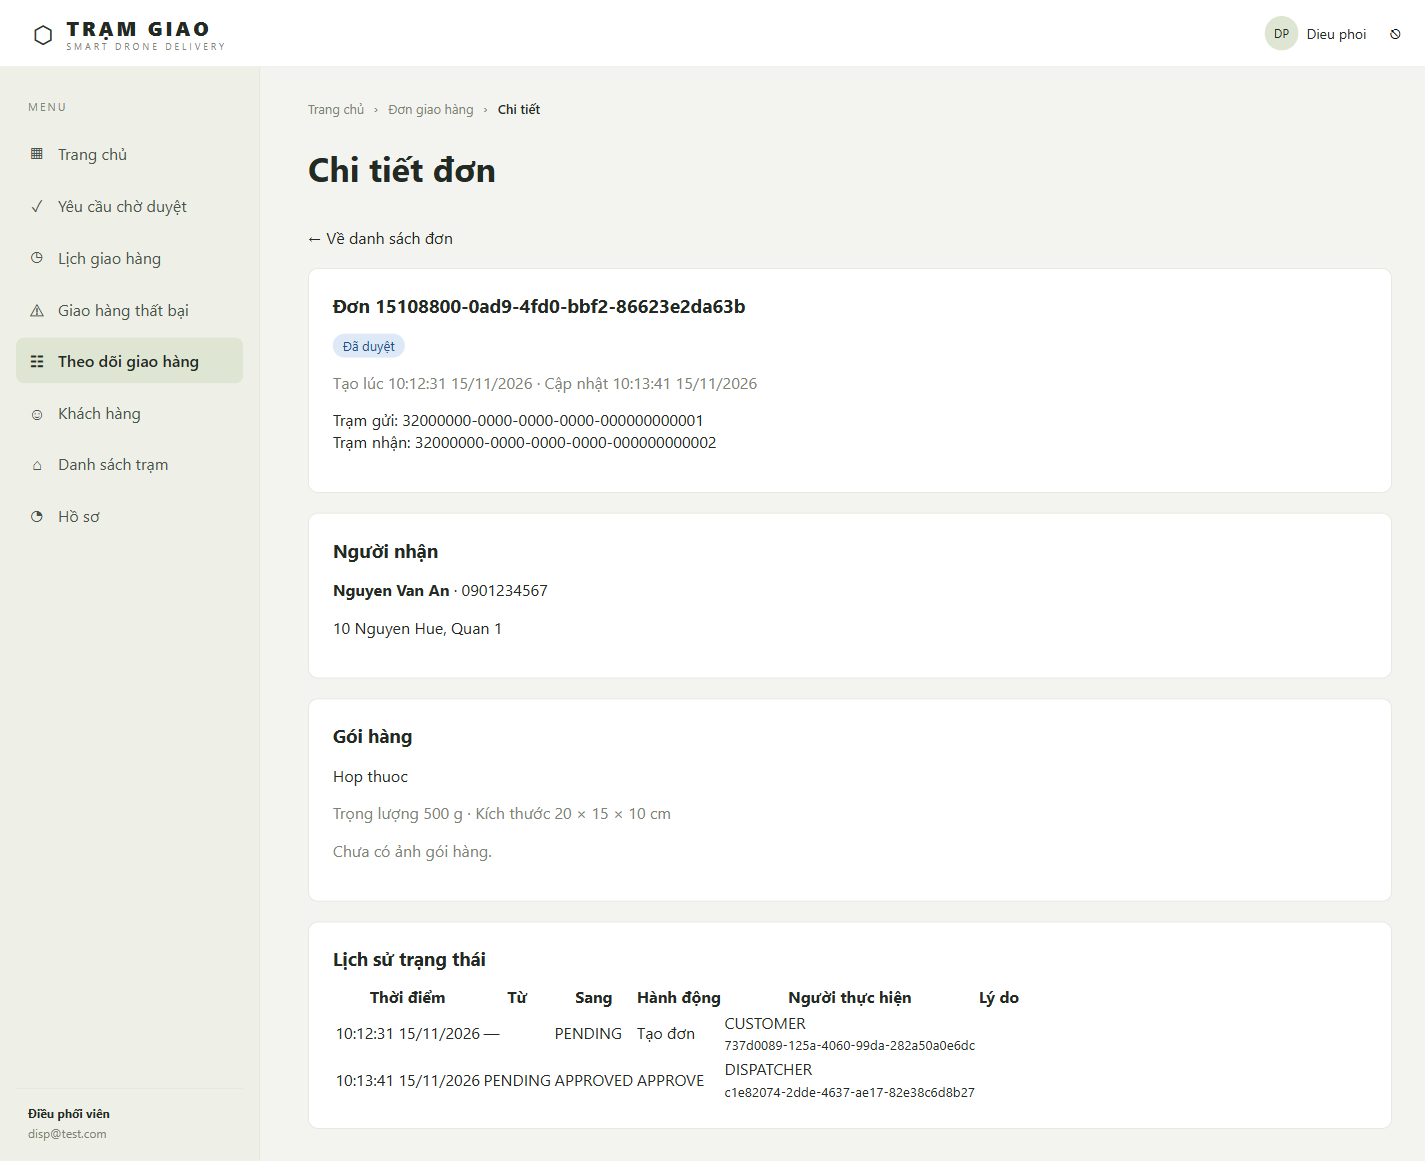 TRẠM GIAO
SMART DRONE DELIVERY
DP Dieu phoi
MENU
Trang chủ
Yêu cầu chờ duyệt
Lịch giao hàng
Giao hàng thất bại
Theo dõi giao hàng
Khách hàng
Danh sách trạm
Hồ sơ
Điều phối viên
disp@test.com
Trang chủ › Đơn giao hàng › Chi tiết
Chi tiết đơn
← Về danh sách đơn
Đơn 15108800-0ad9-4fd0-bbf2-86623e2da63b
Đã duyệt
Tạo lúc 10:12:31 15/11/2026 · Cập nhật 10:13:41 15/11/2026
Trạm gửi: 32000000-0000-0000-0000-000000000001
Trạm nhận: 32000000-0000-0000-0000-000000000002
Người nhận
Nguyen Van An · 0901234567
10 Nguyen Hue, Quan 1
Gói hàng
Hop thuoc
Trọng lượng 500 g · Kích thước 20 × 15 × 10 cm
Chưa có ảnh gói hàng.
Lịch sử trạng thái
Thời điểm Từ Sang Hành động Người thực hiện Lý do
10:12:31 15/11/2026 — PENDING Tạo đơn CUSTOMER
737d0089-125a-4060-99da-282a50a0e6dc
10:13:41 15/11/2026 PENDING APPROVED APPROVE DISPATCHER
c1e82074-2dde-4637-ae17-82e38c6d8b27